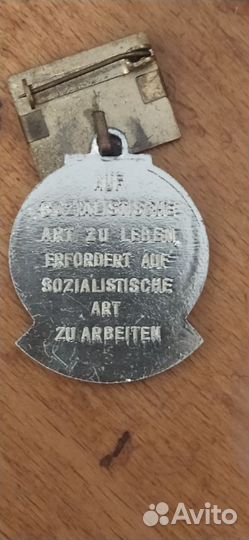 AUF
SOZIALISTISCHE
ART ZU LEBEN
ERFORDERT AUF
SOZIALISTISCHE
ART
ZU ARBEITEN
Avito